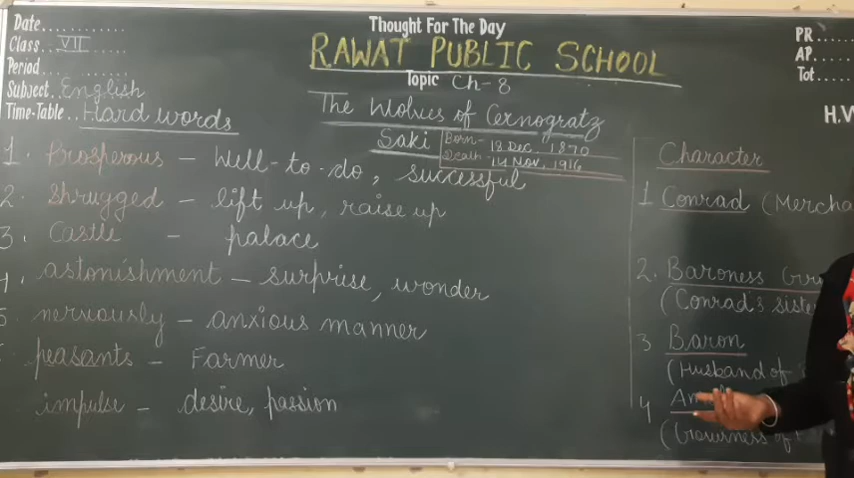 Thought For The Day
RAWAT PUBLIC SCHOOL
Date............
Class VII
Period............
Subject English
Time-Table.. Hard words
Topic Ch-8
The Wolves of Cernogratz
Saki Born- 18 Dec. 1870
Death- 14 Nov. 1916
PR......
AP......
Tot.....
H.W
1. Prosperous - Well-to-do, successful
2. Shrugged - lift up, raise up
3. Castle - palace
4. astonishment - surprise, wonder
5. nervously - anxious manner
peasants - Farmer
impulse - desire, passion
Character
1 Conrad (Mercha
2. Baroness
(Conrad's siste
3 Baron
(Husband of
4